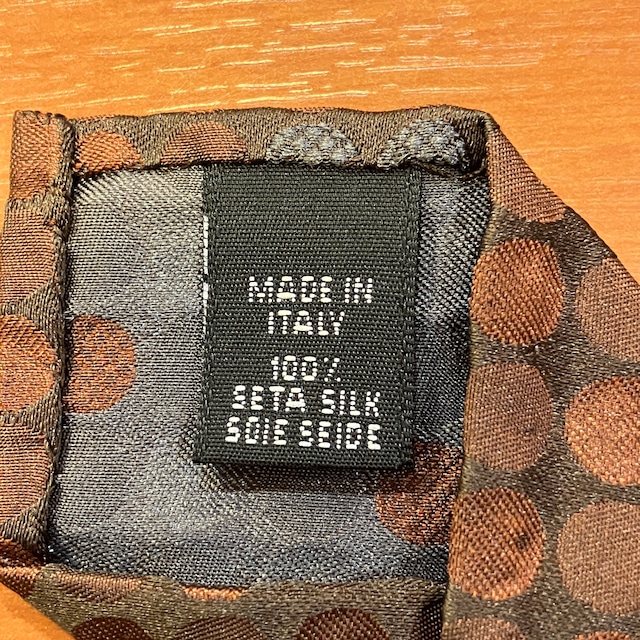 MADE IN
ITALY
100%
SETA SILK
SOIE SEIDE